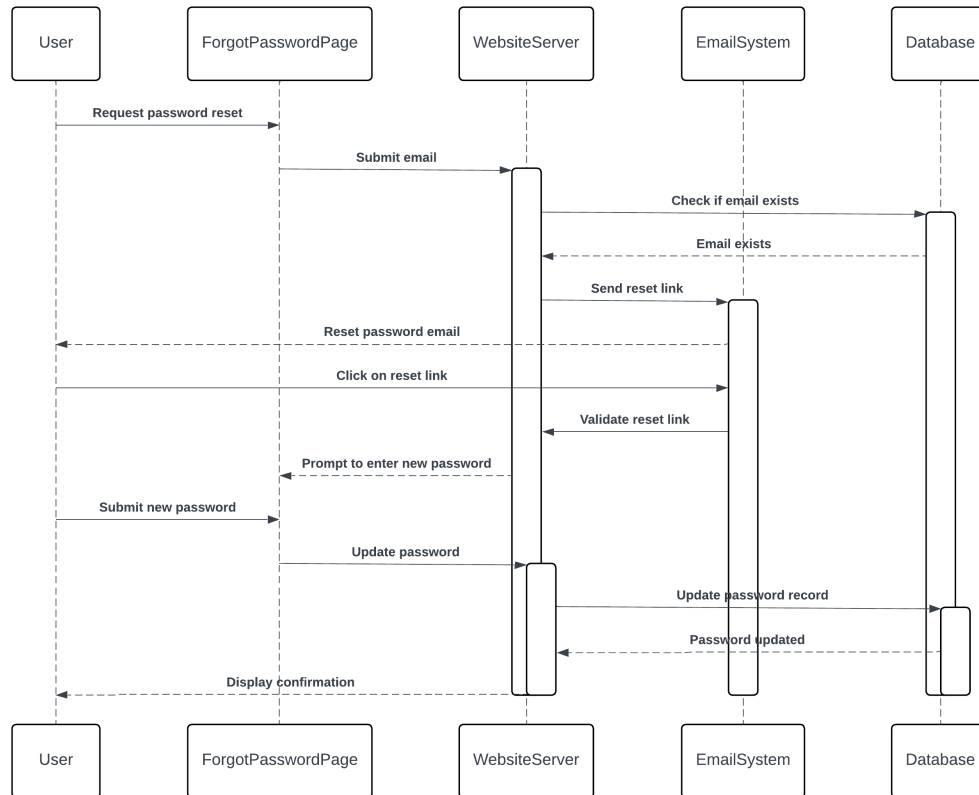 User
ForgotPasswordPage
WebsiteServer
EmailSystem
Database
Request password reset
Submit email
Check if email exists
Email exists
Send reset link
Reset password email
Click on reset link
Validate reset link
Prompt to enter new password
Submit new password
Update password
Update password record
Password updated
Display confirmation
User
ForgotPasswordPage
WebsiteServer
EmailSystem
Database